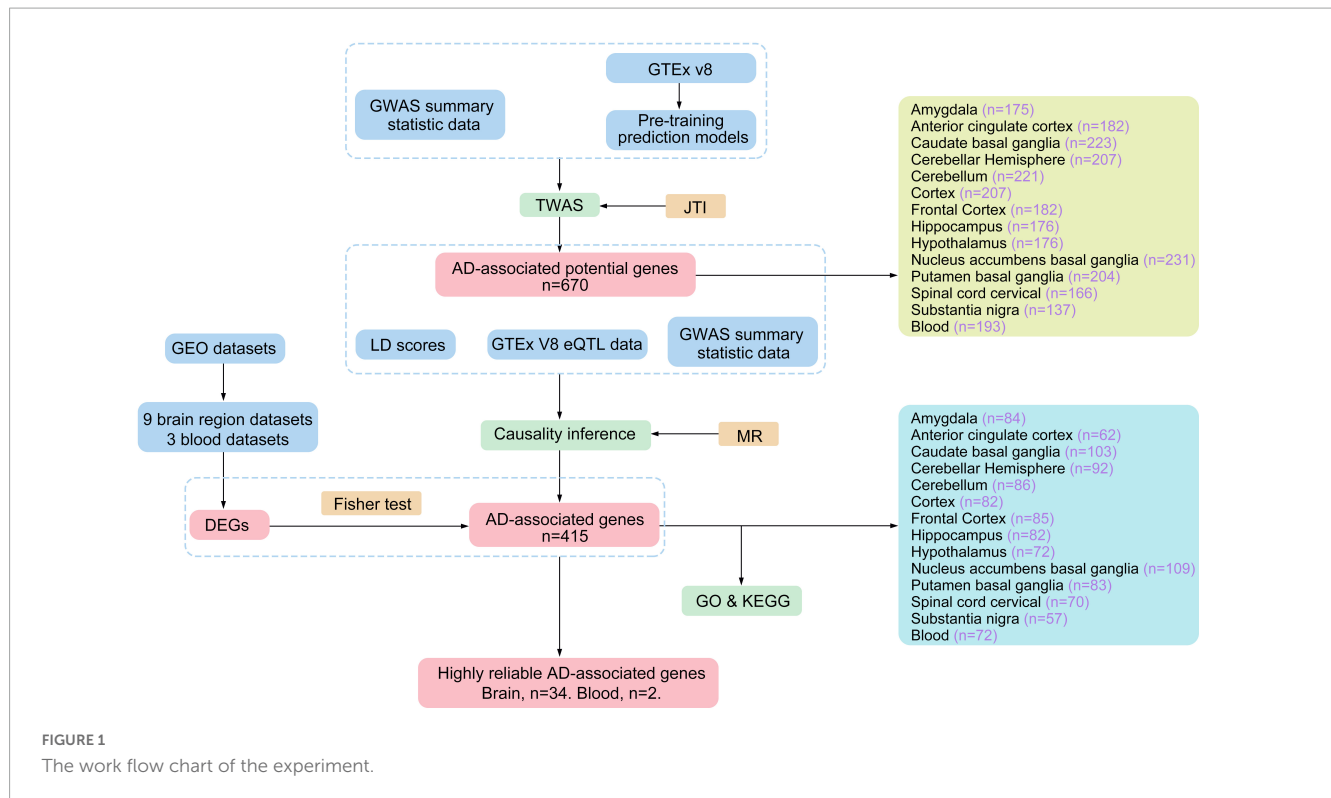 GTEx v8
GWAS summary
statistic data
Pre-training
prediction models
TWAS
JTI
AD-associated potential genes
n=670
LD scores
GTEx V8 eQTL data
GWAS summary
statistic data
GEO datasets
9 brain region datasets
3 blood datasets
Causality inference
MR
DEGs
Fisher test
AD-associated genes
n=415
GO & KEGG
Highly reliable AD-associated genes
Brain, n=34. Blood, n=2.
Amygdala (n=175)
Anterior cingulate cortex (n=182)
Caudate basal ganglia (n=223)
Cerebellar Hemisphere (n=207)
Cerebellum (n=221)
Cortex (n=207)
Frontal Cortex (n=182)
Hippocampus (n=176)
Hypothalamus (n=176)
Nucleus accumbens basal ganglia (n=231)
Putamen basal ganglia (n=204)
Spinal cord cervical (n=166)
Substantia nigra (n=137)
Blood (n=193)
Amygdala (n=84)
Anterior cingulate cortex (n=62)
Caudate basal ganglia (n=103)
Cerebellar Hemisphere (n=92)
Cerebellum (n=86)
Cortex (n=82)
Frontal Cortex (n=85)
Hippocampus (n=82)
Hypothalamus (n=72)
Nucleus accumbens basal ganglia (n=109)
Putamen basal ganglia (n=83)
Spinal cord cervical (n=70)
Substantia nigra (n=57)
Blood (n=72)
FIGURE 1
The work flow chart of the experiment.